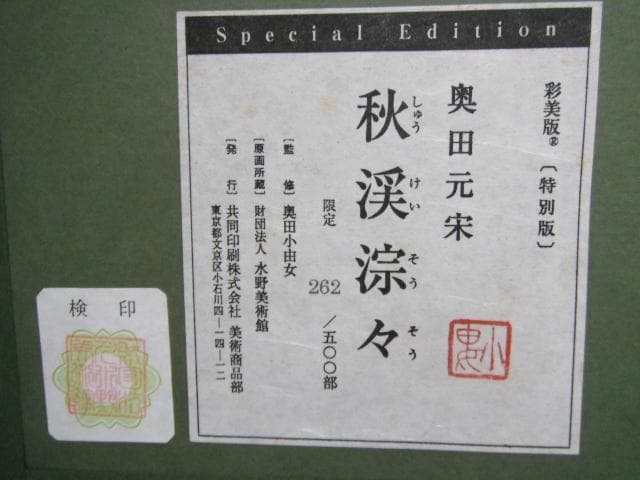 Special Edition
彩美版® 〔特別版〕
奥田元宋
秋渓淙々
しゅう けい そう そう
限定 262 /五〇〇部
〔監 修〕奥田小由女
〔原画所蔵〕財団法人 水野美術館
〔発 行〕共同印刷株式会社 美術商品部
東京都文京区小石川四—一四—一二
小由女
検 印